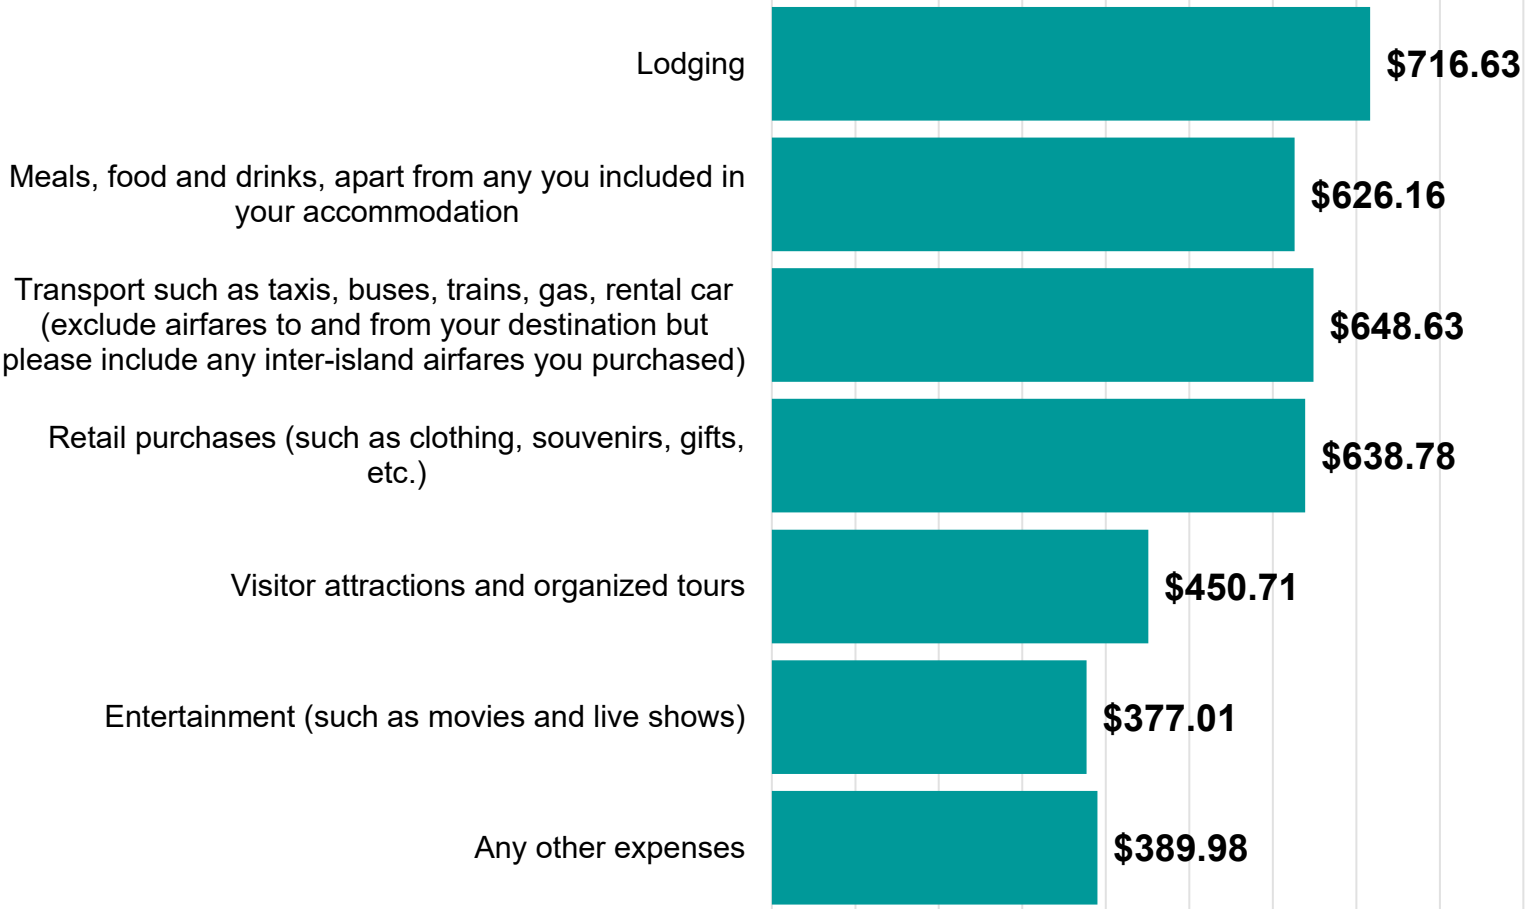 Lodging
$716.63
Meals, food and drinks, apart from any you included in
your accommodation
$626.16
Transport such as taxis, buses, trains, gas, rental car
(exclude airfares to and from your destination but
please include any inter-island airfares you purchased)
$648.63
Retail purchases (such as clothing, souvenirs, gifts,
etc.)
$638.78
Visitor attractions and organized tours
$450.71
Entertainment (such as movies and live shows)
$377.01
Any other expenses
$389.98